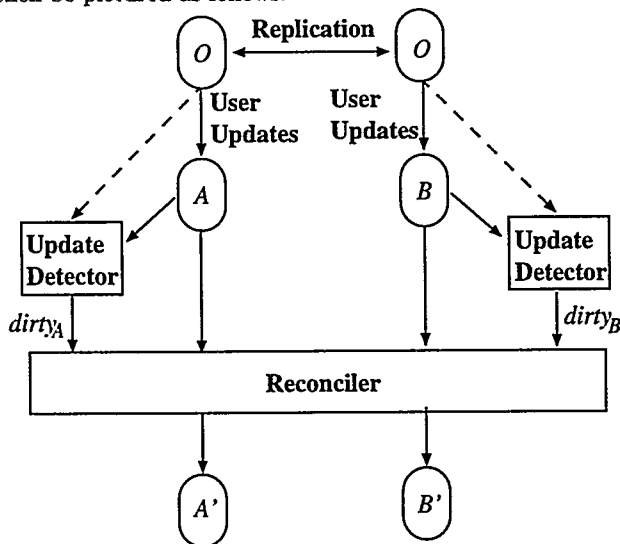 Replication
O
O
User
Updates
User
Updates
A
B
Update
Detector
Update
Detector
dirtyA
dirtyB
Reconciler
A'
B'